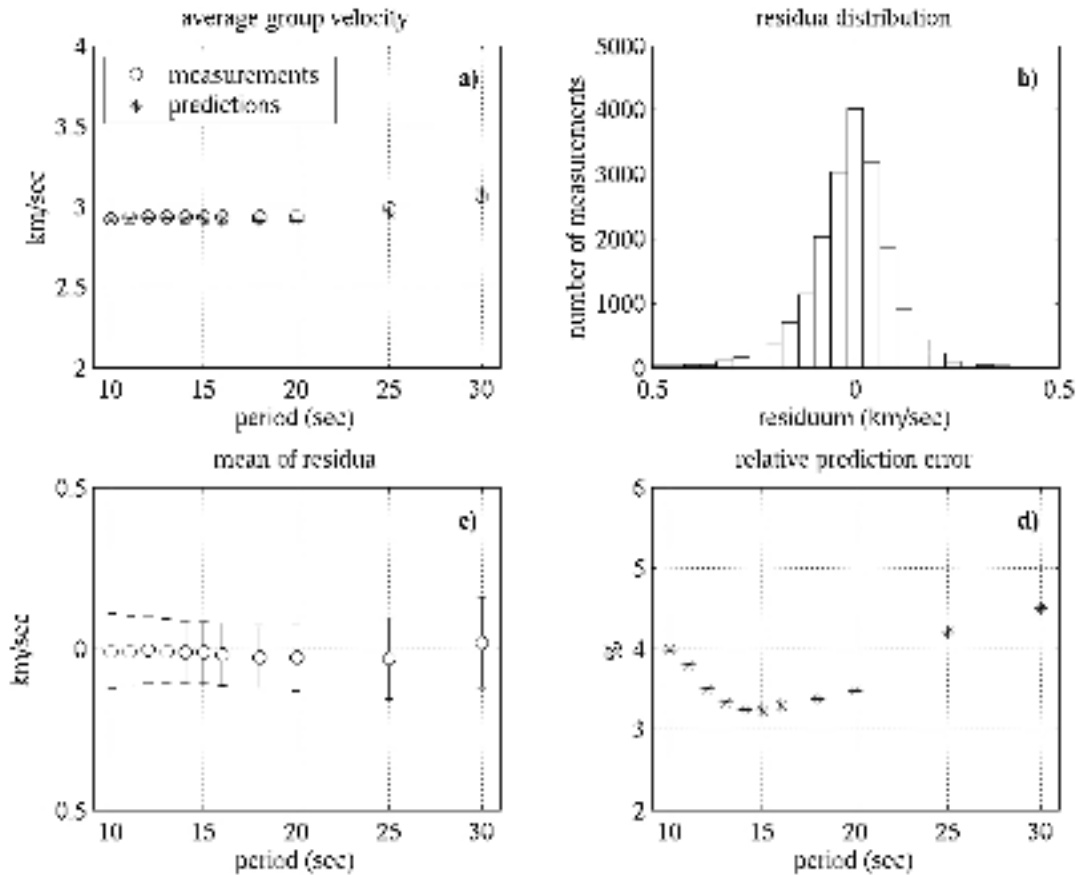 average group velocity
4
3.5
3
2.5
2
km/sec
measurements
predictions
a)
10 15 20 25 30
period (sec)
residua distribution
5000
4000
3000
2000
1000
0
number of measurements
b)
0.5 0 0.5
residuum (km/sec)
mean of residua
0.5
0
0.5
km/sec
c)
10 15 20 25 30
period (sec)
relative prediction error
6
5
4
3
2
%
d)
10 15 20 25 30
period (sec)